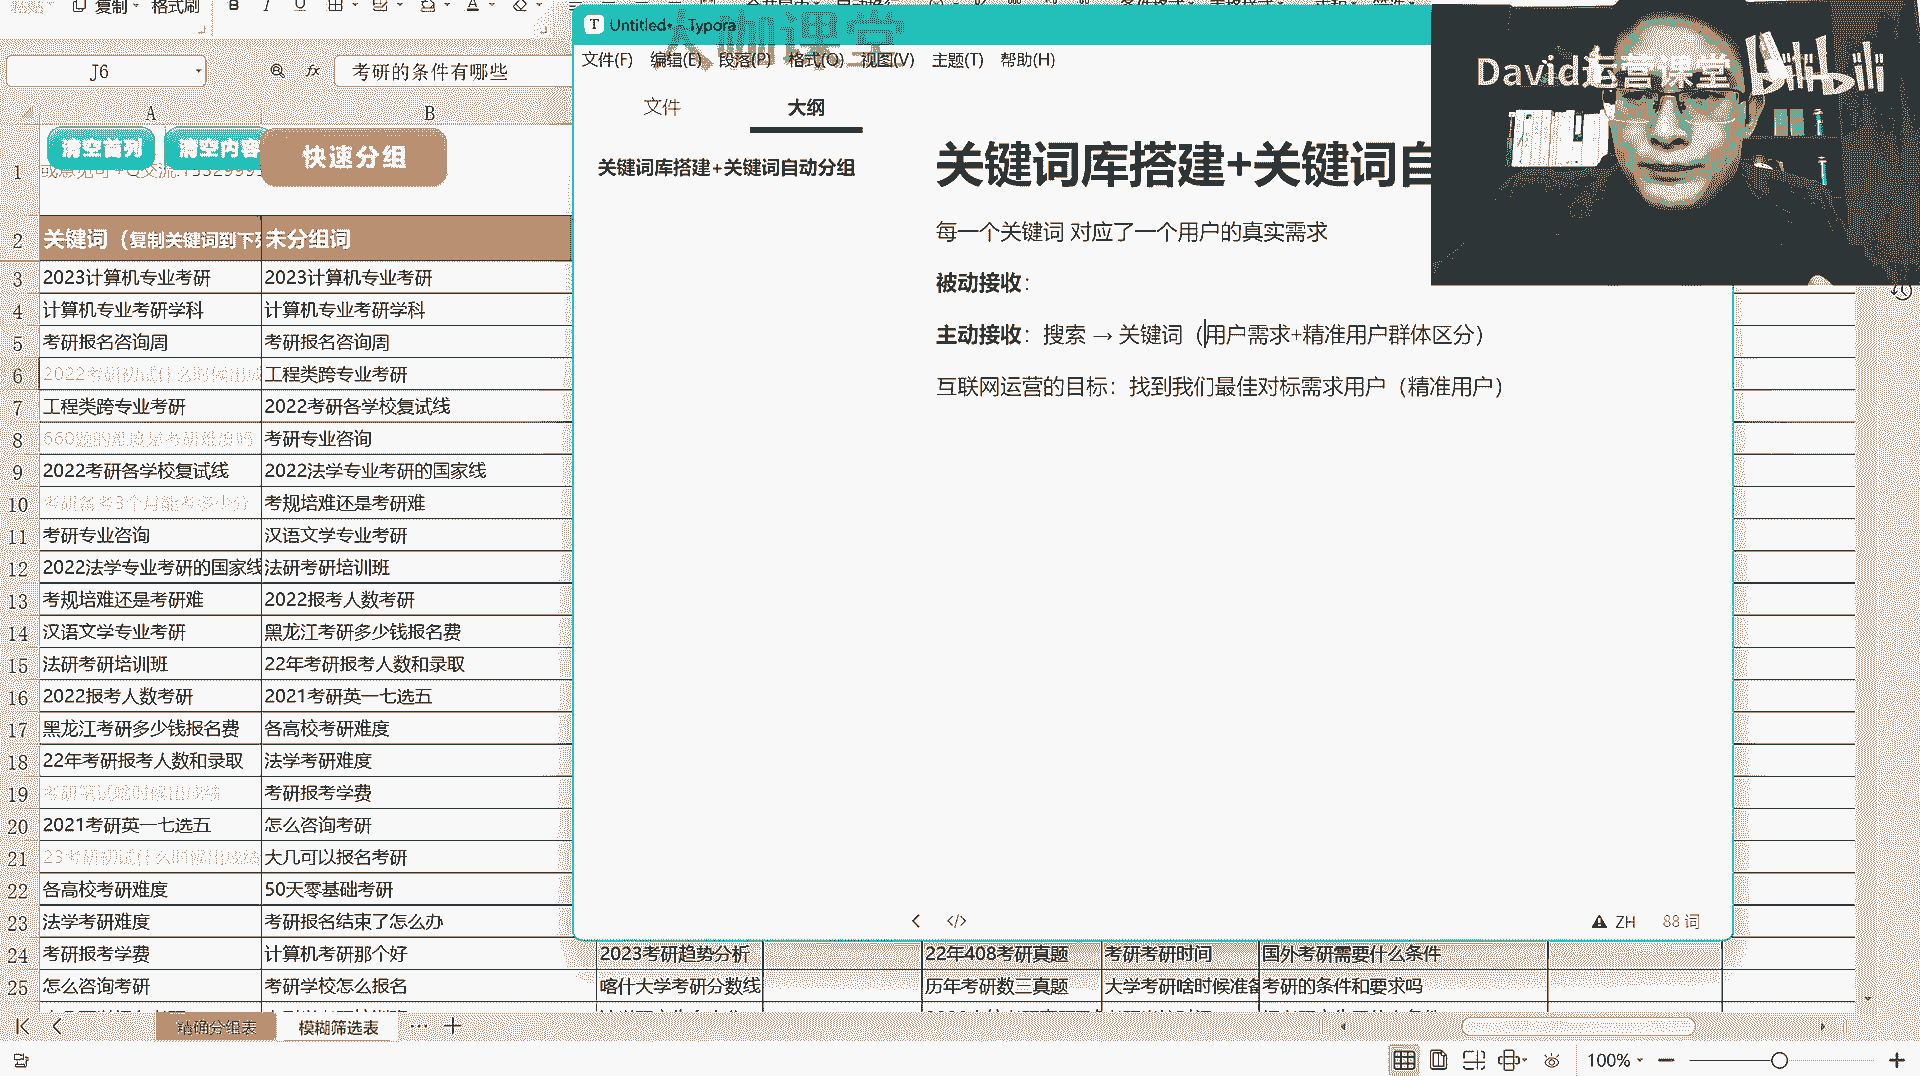 复制
格式刷
J6
fx
考研的条件有哪些
A
B
清空首列
清空内容
快速分组
1
2
关键词（复制关键词到下列
未分组词
3
2023计算机专业考研
2023计算机专业考研
4
计算机专业考研学科
计算机专业考研学科
5
考研报名咨询周
考研报名咨询周
6
工程类跨专业考研
7
工程类跨专业考研
2022考研各学校复试线
8
考研专业咨询
9
2022考研各学校复试线
2022法学专业考研的国家线
10
考规培难还是考研难
11
考研专业咨询
汉语文学专业考研
12
2022法学专业考研的国家线
法研考研培训班
13
考规培难还是考研难
2022报考人数考研
14
汉语文学专业考研
黑龙江考研多少钱报名费
15
法研考研培训班
22年考研报考人数和录取
16
2022报考人数考研
2021考研英一七选五
17
黑龙江考研多少钱报名费
各高校考研难度
18
22年考研报考人数和录取
法学考研难度
19
考研报考学费
20
2021考研英一七选五
怎么咨询考研
21
大几可以报名考研
22
各高校考研难度
50天零基础考研
23
法学考研难度
考研报名结束了怎么办
24
考研报考学费
计算机考研那个好
2023考研趋势分析
22年408考研真题
考研考研时间
国外考研需要什么条件
25
怎么咨询考研
考研学校怎么报名
喀什大学考研分数线
历年考研数三真题
大学考研啥时候准备
考研的条件和要求吗
精确分组表
模糊筛选表
100%
T Untitled• - Typora
大咖课堂
文件(F)
编辑(E)
段落(P)
格式(O)
视图(V)
主题(T)
帮助(H)
文件
大纲
关键词库搭建+关键词自动分组
关键词库搭建+关键词自
每一个关键词 对应了一个用户的真实需求
被动接收：
主动接收：搜索 → 关键词（用户需求+精准用户群体区分）
互联网运营的目标：找到我们最佳对标需求用户（精准用户）
ZH
88 词
David运营课堂
bilibili